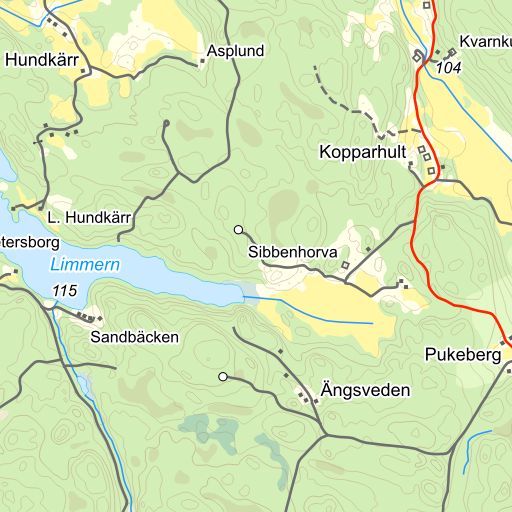 Asplund
Kvarnku
Hundkärr
104
Kopparhult
L. Hundkärr
tersborg
Sibbenhorva
Limmern
115
Sandbäcken
Pukeberg
Ängsveden